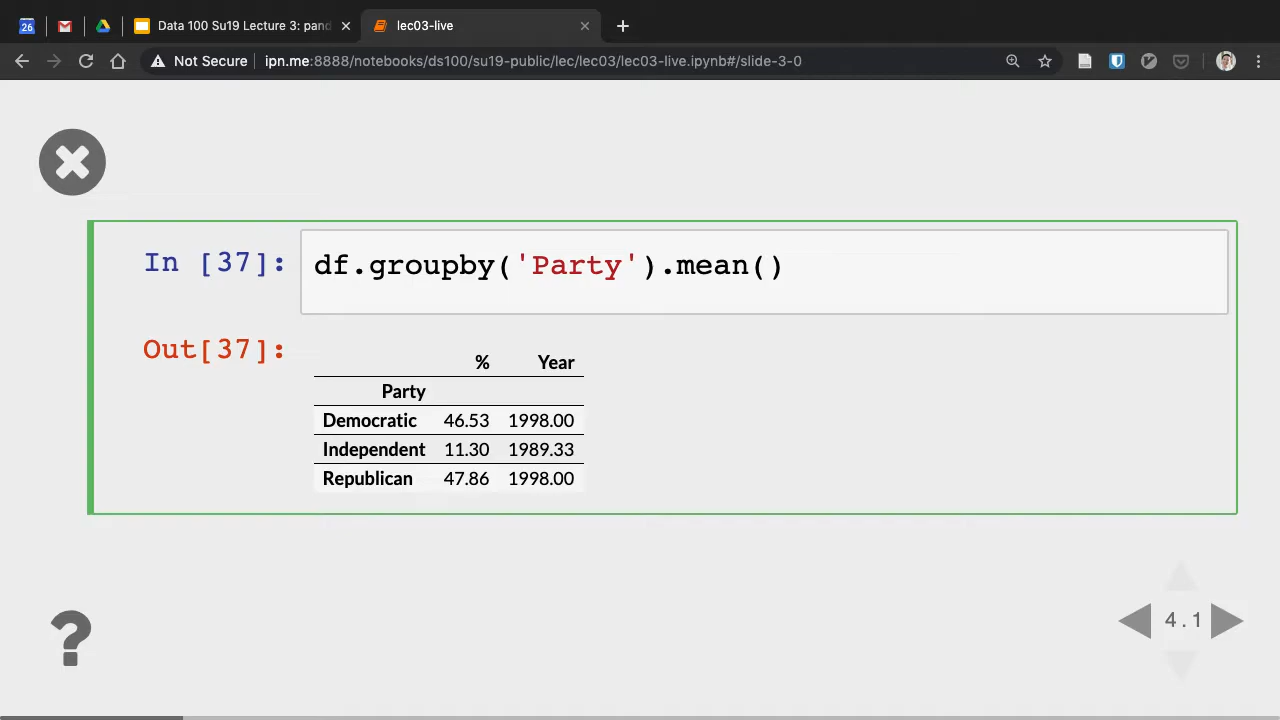 26
Data 100 Su19 Lecture 3: pand
lec03-live
Not Secure
ipn.me:8888/notebooks/ds100/su19-public/lec/lec03/lec03-live.ipynb#/slide-3-0
In [37]: df.groupby('Party').mean()
Out[37]:
% Year
Party
Democratic 46.53 1998.00
Independent 11.30 1989.33
Republican 47.86 1998.00
?
4.1